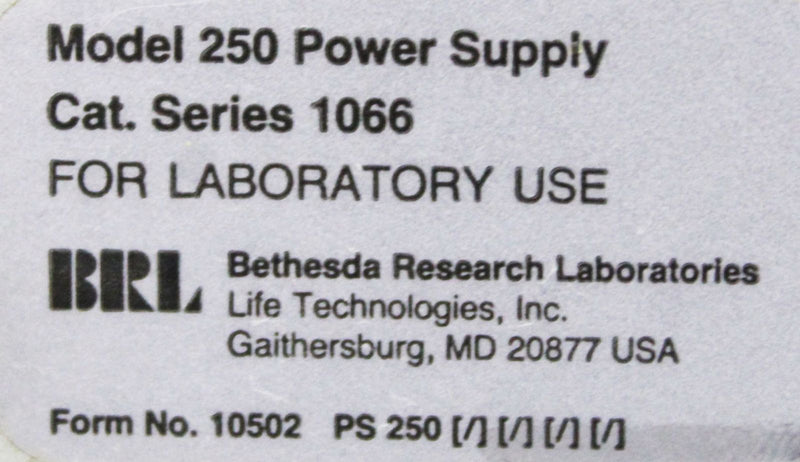 Model 250 Power Supply
Cat. Series 1066
FOR LABORATORY USE
BRL
Bethesda Research Laboratories
Life Technologies, Inc.
Gaithersburg, MD 20877 USA
Form No. 10502 PS 250 [/] [/] [/] [/]